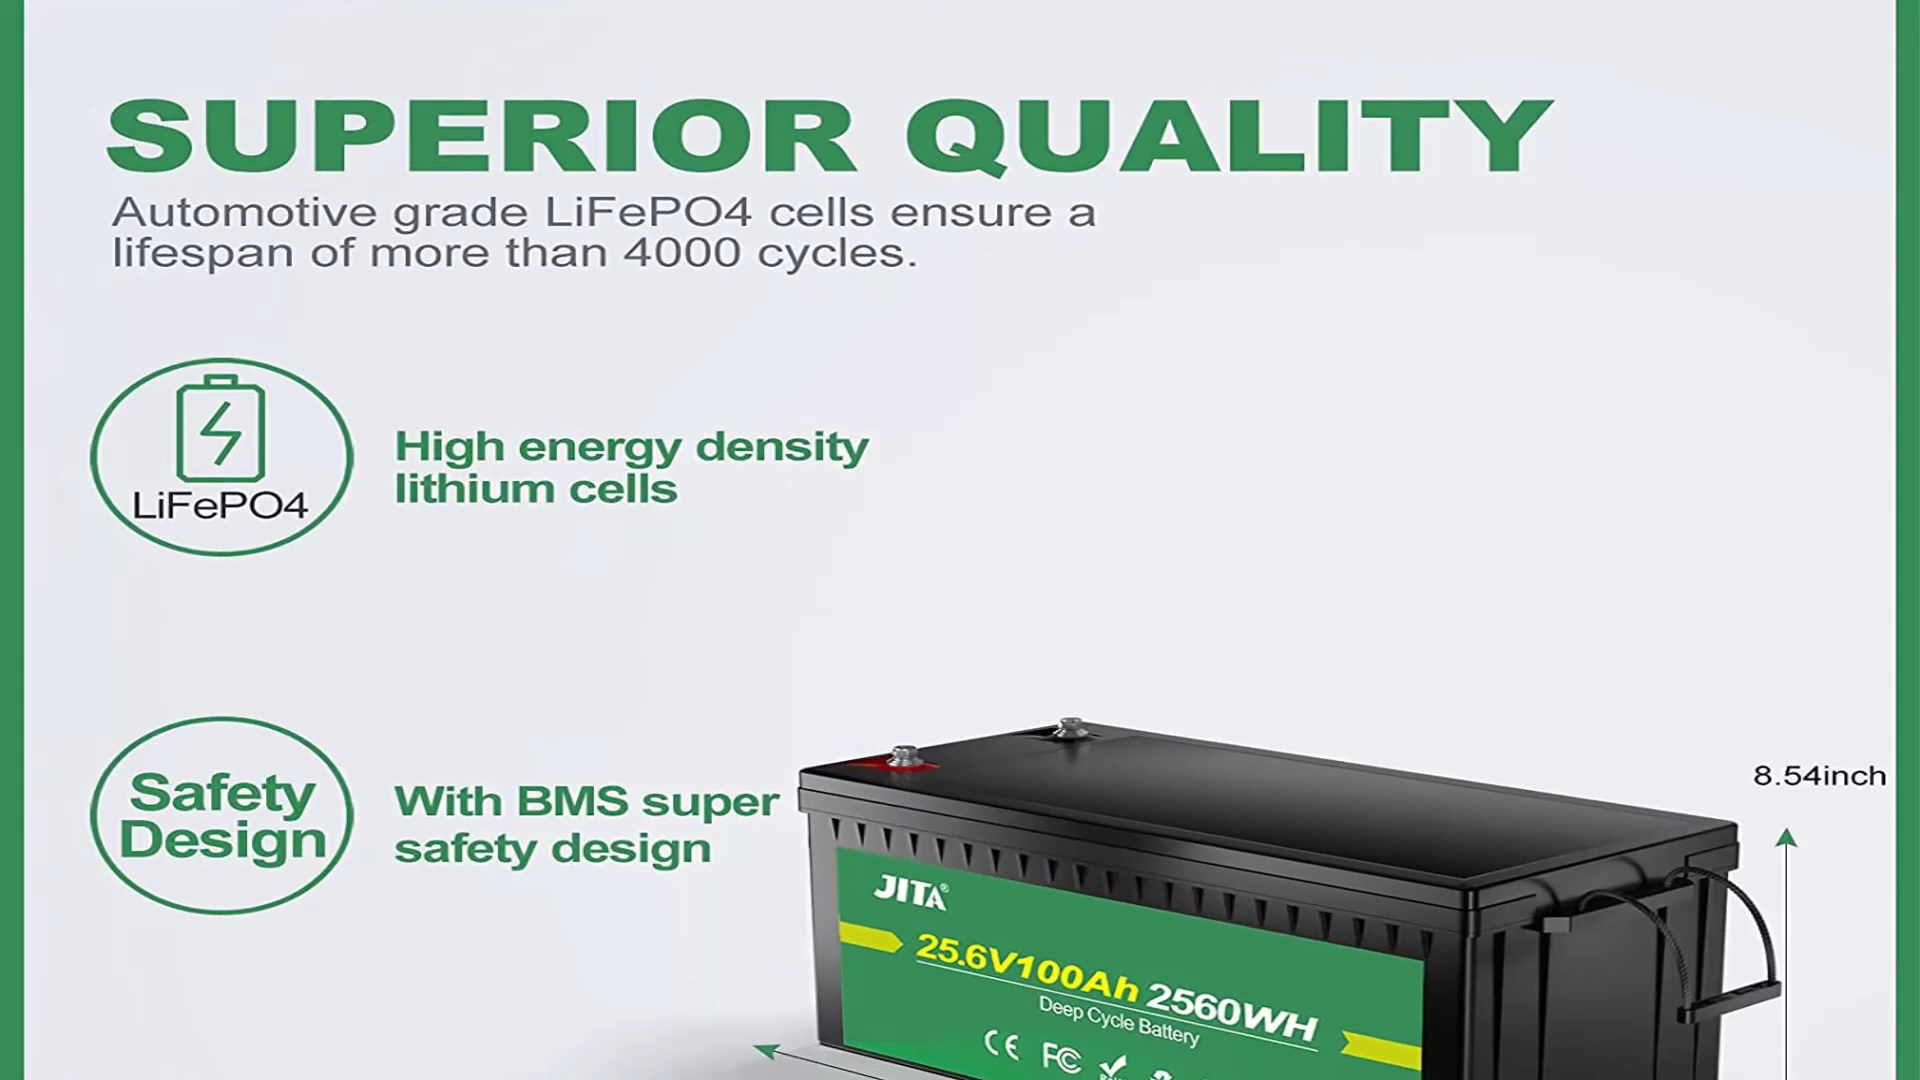 SUPERIOR QUALITY
Automotive grade LiFePO4 cells ensure a
lifespan of more than 4000 cycles.
LiFePO4
High energy density
lithium cells
Safety
Design
With BMS super
safety design
8.54inch
JITA®
25.6V100Ah 2560WH
Deep Cycle Battery
CE FC